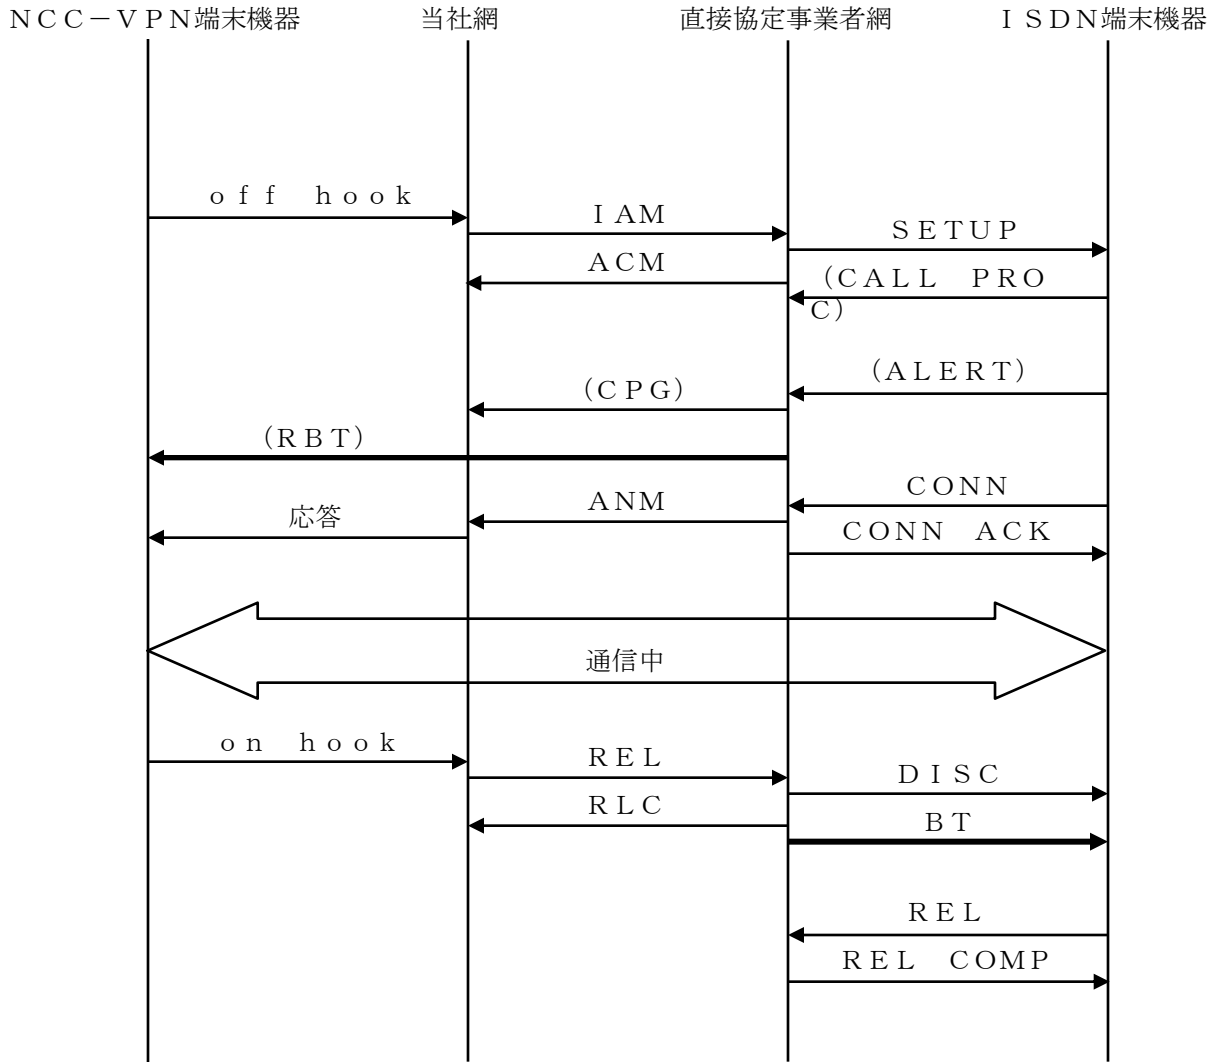 ＮＣＣ－ＶＰＮ端末機器
当社網
直接協定事業者網
ＩＳＤＮ端末機器
ｏｆｆ　ｈｏｏｋ
ＩＡＭ
ＳＥＴＵＰ
ＡＣＭ
（ＣＡＬＬ　ＰＲＯ
Ｃ）
（ＡＬＥＲＴ）
（ＣＰＧ）
（ＲＢＴ）
ＣＯＮＮ
ＡＮＭ
応答
ＣＯＮＮ　ＡＣＫ
通信中
ｏｎ　ｈｏｏｋ
ＲＥＬ
ＤＩＳＣ
ＲＬＣ
ＢＴ
ＲＥＬ
ＲＥＬ　ＣＯＭＰ